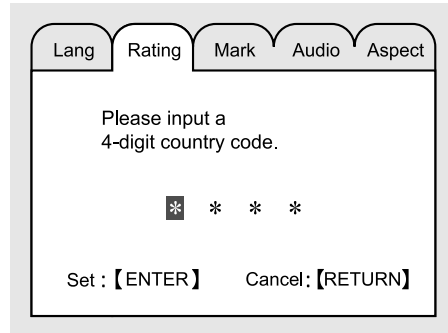 Lang Rating Mark Audio Aspect
Please input a
4-digit country code.
* * * *
Set :【ENTER】 Cancel:【RETURN】